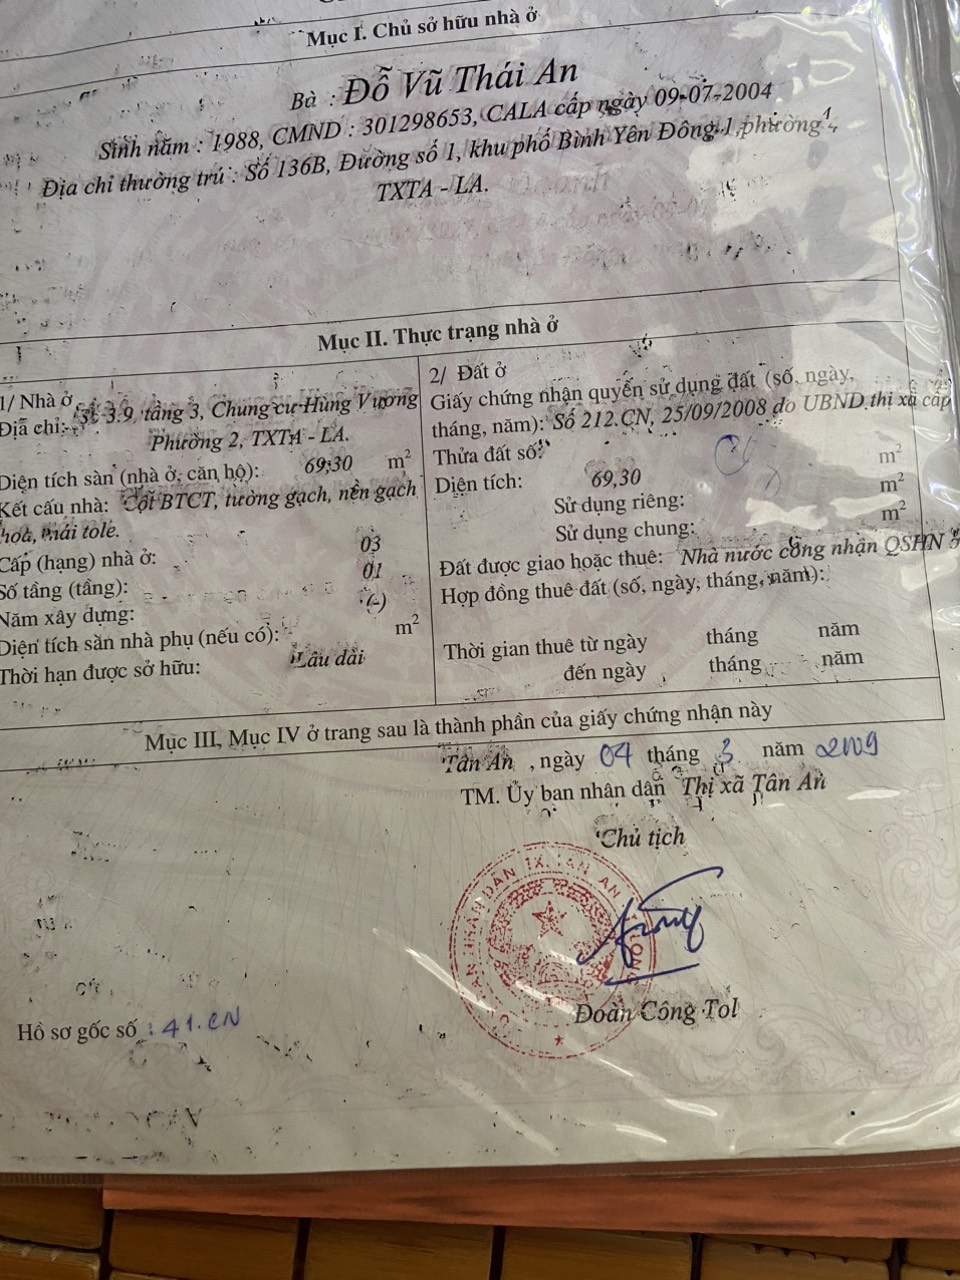 Mục I. Chủ sở hữu nhà ở
Bà : Đỗ Vũ Thái An
Sinh năm : 1988, CMND : 301298653, CALA cấp ngày 09-07-2004
Địa chỉ thường trú : Số 136B, Đường số 1, khu phố Bình Yên Đông 1, phường 4,
TXTA - LA.
Mục II. Thực trạng nhà ở
1/ Nhà ở
Địa chỉ: 3.9, tầng 3, Chung cư Hùng Vương
Phường 2, TXTA - LA.
Diện tích sàn (nhà ở, căn hộ): 69,30 m²
Kết cấu nhà: Cột BTCT, tường gạch, nền gạch
hoa, mái tole.
Cấp (hạng) nhà ở: 03
Số tầng (tầng): 01
Năm xây dựng: (-)
Diện tích sàn nhà phụ (nếu có): m²
Thời hạn được sở hữu: Lâu dài
2/ Đất ở
Giấy chứng nhận quyền sử dụng đất (số, ngày,
tháng, năm): Số 212.CN, 25/09/2008 do UBND thị xã cấp
Thửa đất số: m²
Diện tích: 69,30 m²
Sử dụng riêng: m²
Sử dụng chung:
Đất được giao hoặc thuê: Nhà nước công nhận QSHN ở
Hợp đồng thuê đất (số, ngày, tháng, năm):
Thời gian thuê từ ngày tháng năm
đến ngày tháng năm
Mục III, Mục IV ở trang sau là thành phần của giấy chứng nhận này
Tân An , ngày 04 tháng 3 năm 2009
TM. Ủy ban nhân dân Thị xã Tân An
Chủ tịch
NHÂN DÂN TX. TÂN AN
Đoàn Công Tol
Hồ sơ gốc số : 41.CN